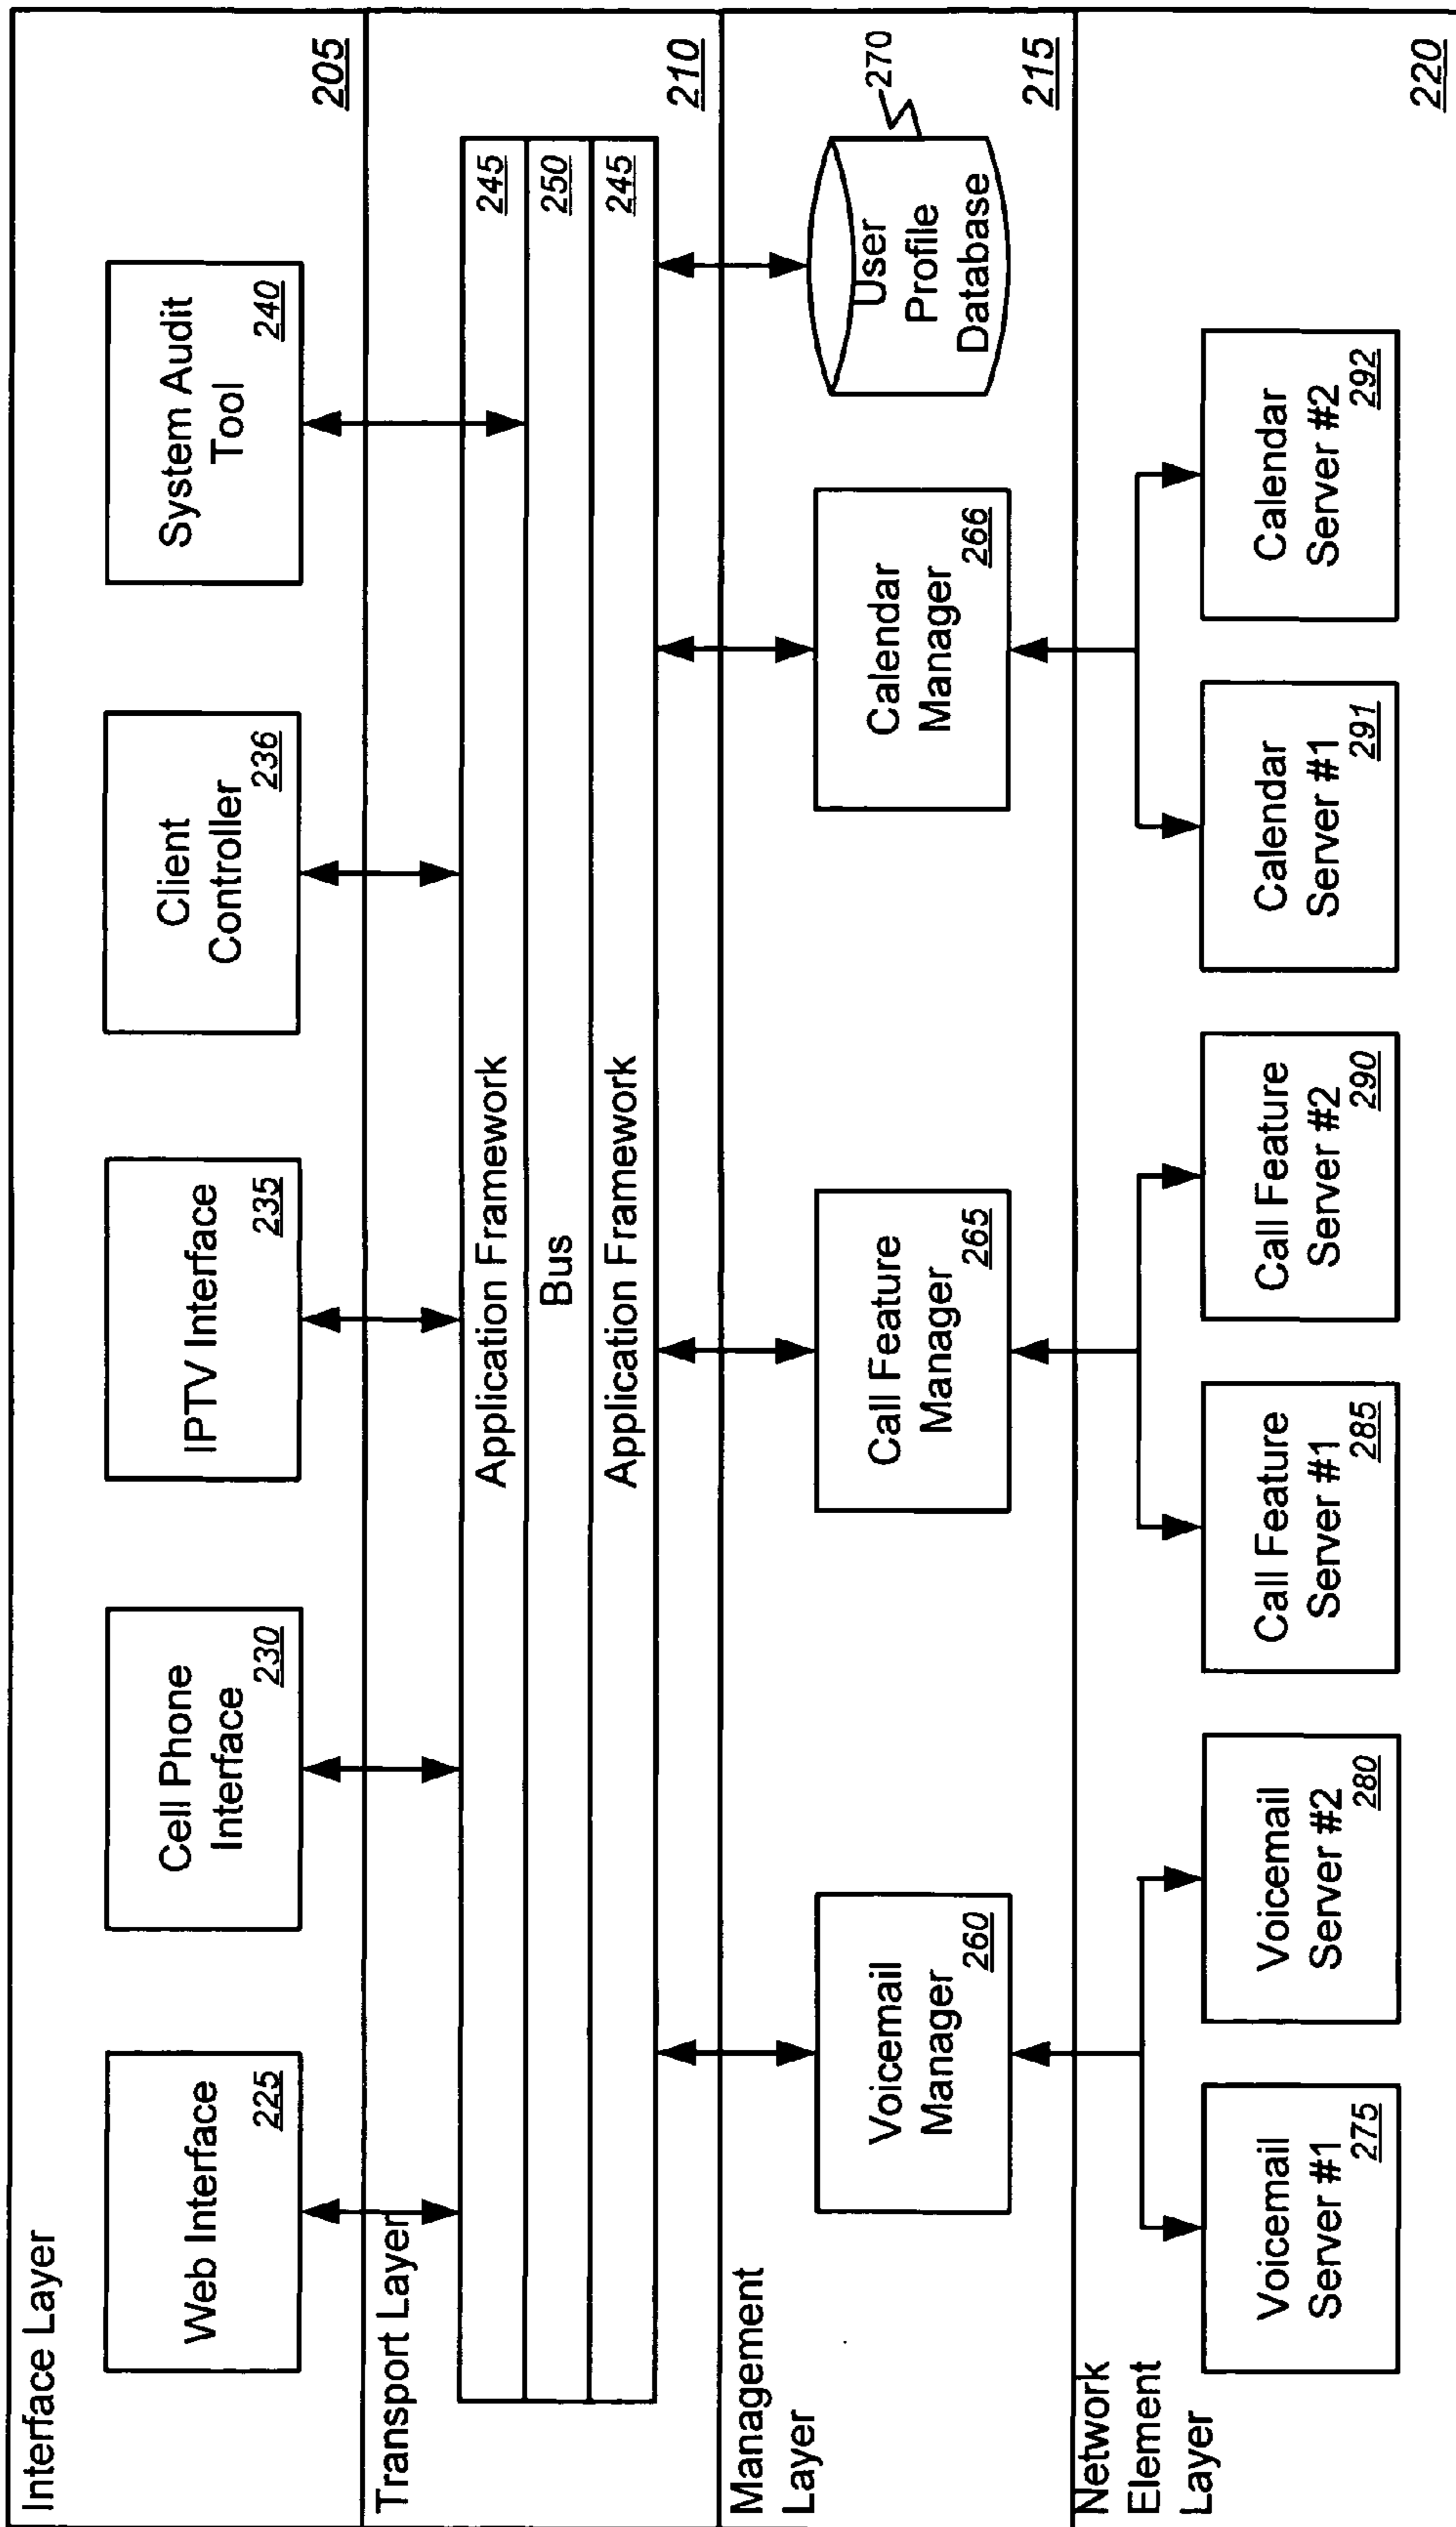 Interface Layer
Web Interface
225
Cell Phone
Interface
230
IPTV Interface
235
Client
Controller
236
System Audit
Tool
240
205
Transport Layer
Application Framework
245
Bus
250
Application Framework
245
210
Management
Layer
Voicemail
Manager
260
Call Feature
Manager
265
Calendar
Manager
266
User
Profile
Database
270
215
Network
Element
Layer
Voicemail
Server #1
275
Voicemail
Server #2
280
Call Feature
Server #1
285
Call Feature
Server #2
290
Calendar
Server #1
291
Calendar
Server #2
292
220